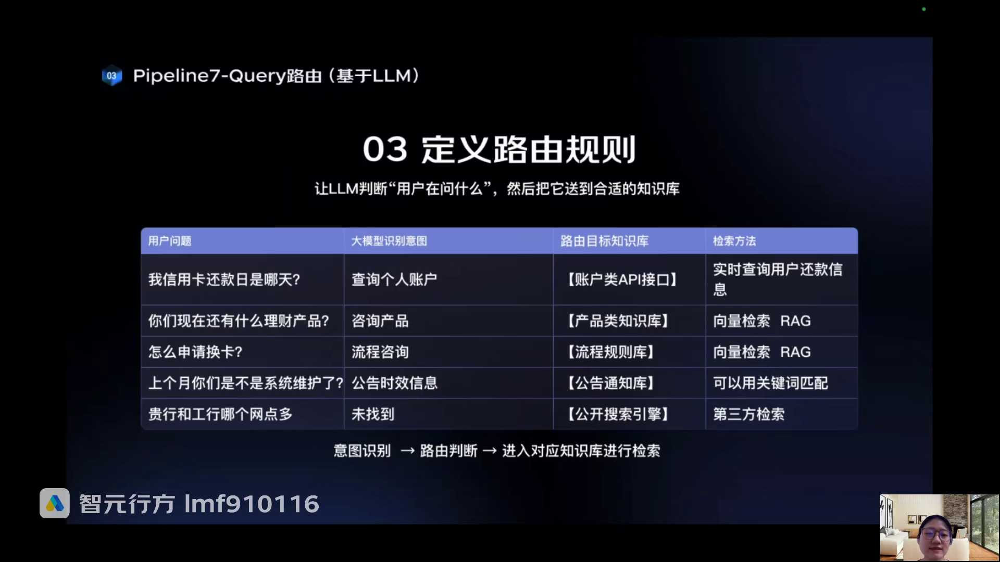 03 Pipeline7-Query路由（基于LLM）
03 定义路由规则
让LLM判断“用户在问什么”，然后把它送到合适的知识库
用户问题 大模型识别意图 路由目标知识库 检索方法
我信用卡还款日是哪天? 查询个人账户 【账户类API接口】 实时查询用户还款信
息
你们现在还有什么理财产品? 咨询产品 【产品类知识库】 向量检索 RAG
怎么申请换卡? 流程咨询 【流程规则库】 向量检索 RAG
上个月你们是不是系统维护了? 公告时效信息 【公告通知库】 可以用关键词匹配
贵行和工行哪个网点多 未找到 【公开搜索引擎】 第三方检索
意图识别 → 路由判断 → 进入对应知识库进行检索
智元行方 lmf910116